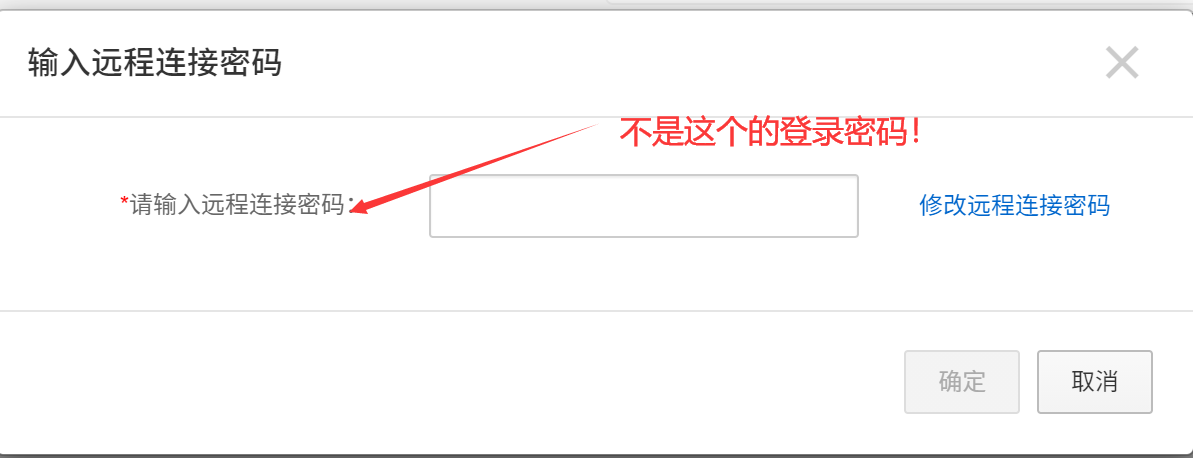 输入远程连接密码
不是这个的登录密码！
*请输入远程连接密码：
修改远程连接密码
确定
取消